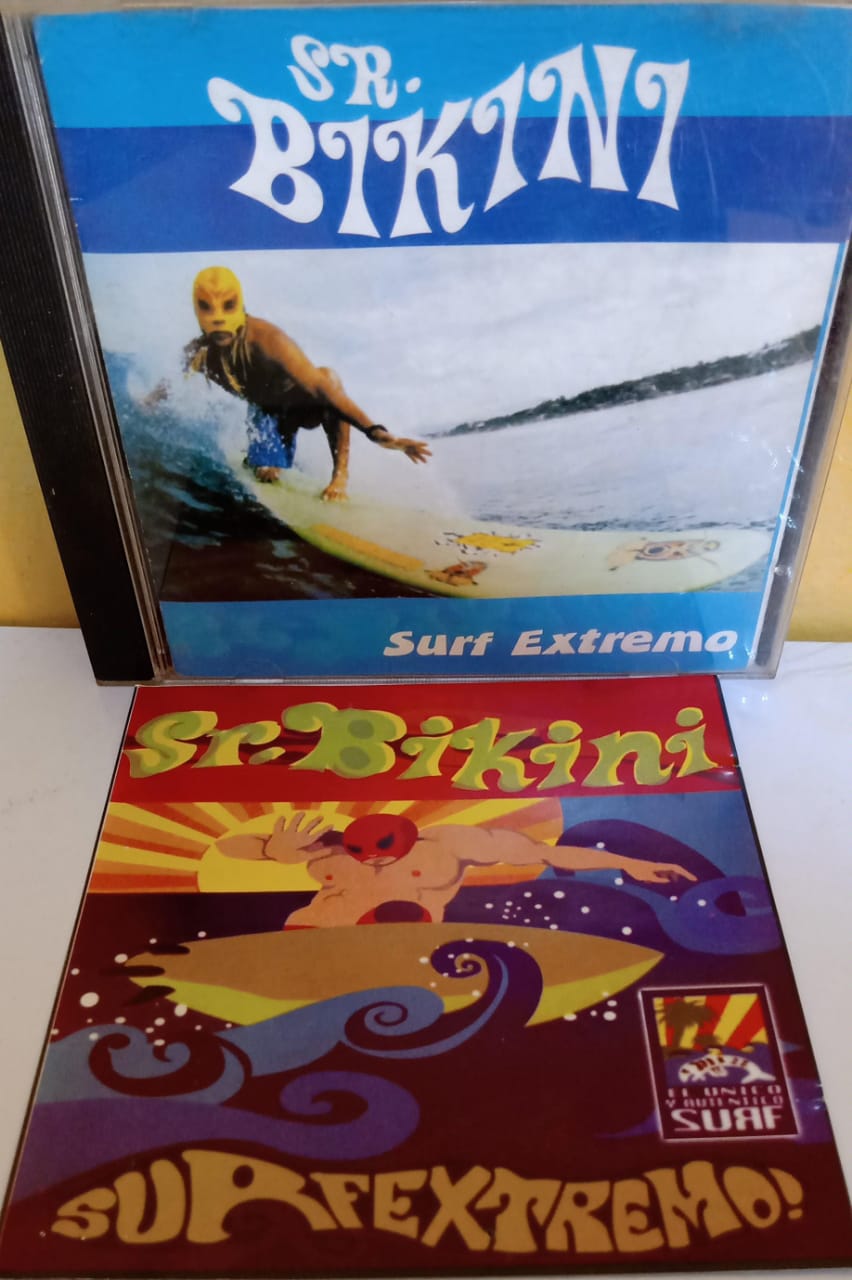 SR.
BIKINI
Surf Extremo
Sr. Bikini
EL UNICO
Y AUTENTICO
SURF
SURFEXTREMO!